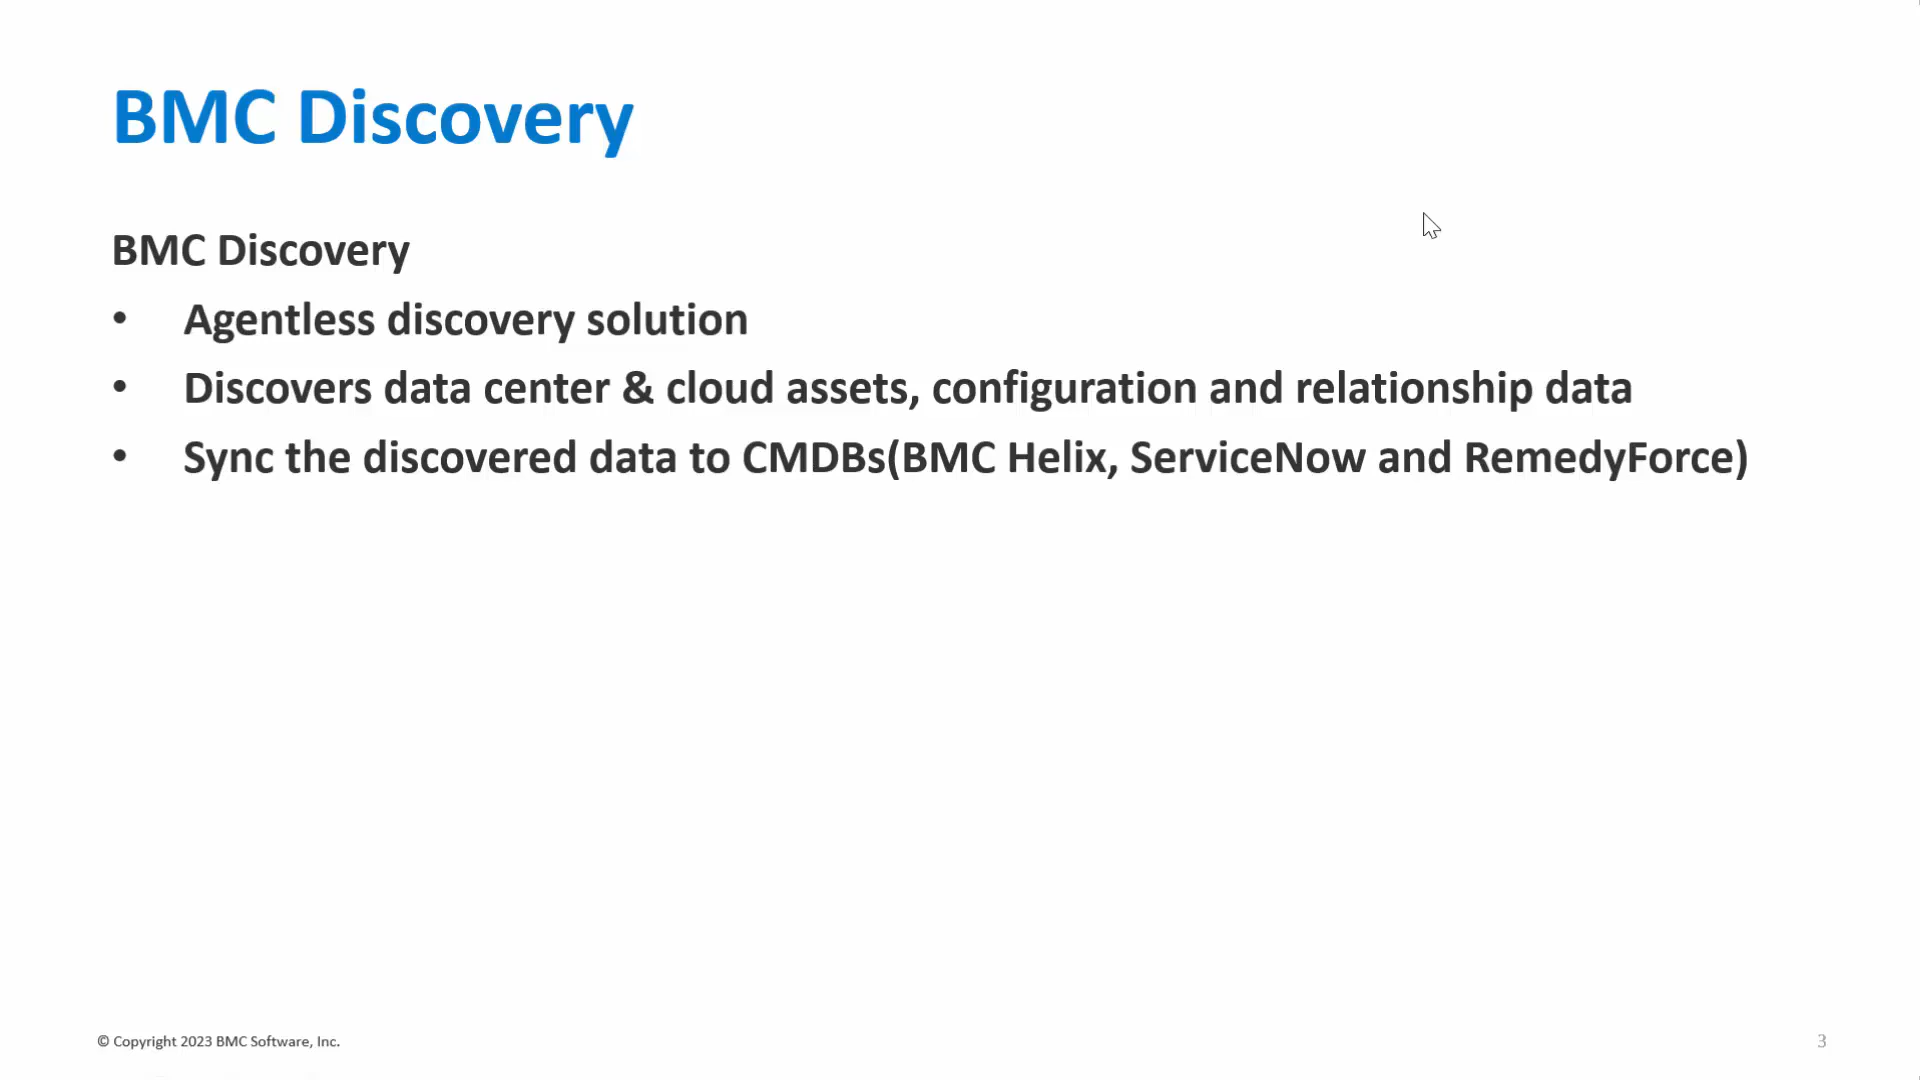 BMC Discovery
BMC Discovery
• Agentless discovery solution
• Discovers data center & cloud assets, configuration and relationship data
• Sync the discovered data to CMDBs(BMC Helix, ServiceNow and RemedyForce)
© Copyright 2023 BMC Software, Inc.
3